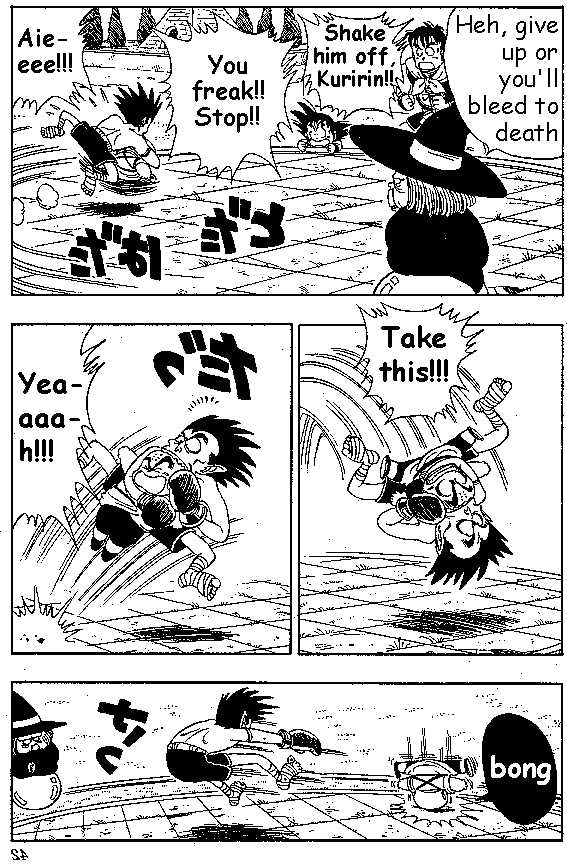 Aie-
eee!!!
You
freak!!
Stop!!
Shake
him off,
Kuririn!!
Heh, give
up or
you'll
bleed to
death
Yea-
aaa-
h!!!
Take
this!!!
bong
42